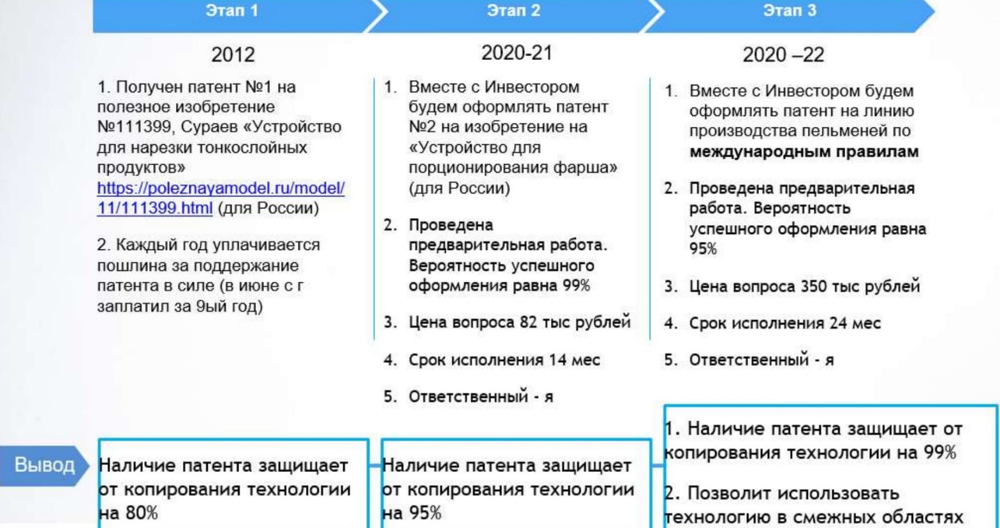 Этап 1
Этап 2
Этап 3
2012
1. Получен патент №1 на
полезное изобретение
№111399, Сураев «Устройство
для нарезки тонкослойных
продуктов»
https://poleznayamodel.ru/model/
11/111399.html (для России)
2. Каждый год уплачивается
пошлина за поддержание
патента в силе (в июне с г
заплатил за 9ый год)
2020-21
1. Вместе с Инвестором
будем оформлять патент
№2 на изобретение на
«Устройство для
порционирования фарша»
(для России)
2. Проведена
предварительная работа.
Вероятность успешного
оформления равна 99%
3. Цена вопроса 82 тыс рублей
4. Срок исполнения 14 мес
5. Ответственный - я
2020 –22
1. Вместе с Инвестором будем
оформлять патент на линию
производства пельменей по
международным правилам
2. Проведена предварительная
работа. Вероятность
успешного оформления равна
95%
3. Цена вопроса 350 тыс рублей
4. Срок исполнения 24 мес
5. Ответственный - я
Вывод
Наличие патента защищает
от копирования технологии
на 80%
Наличие патента защищает
от копирования технологии
на 95%
1. Наличие патента защищает от
копирования технологии на 99%
2. Позволит использовать
технологию в смежных областях